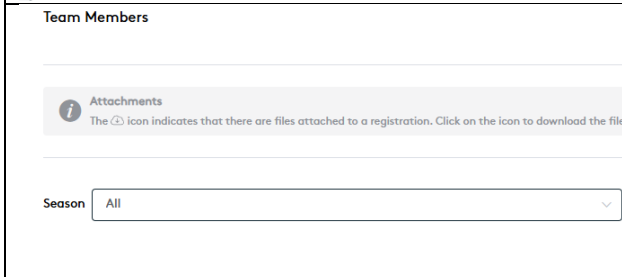 Team Members
Attachments
The icon indicates that there are files attached to a registration. Click on the icon to download the file
Season All